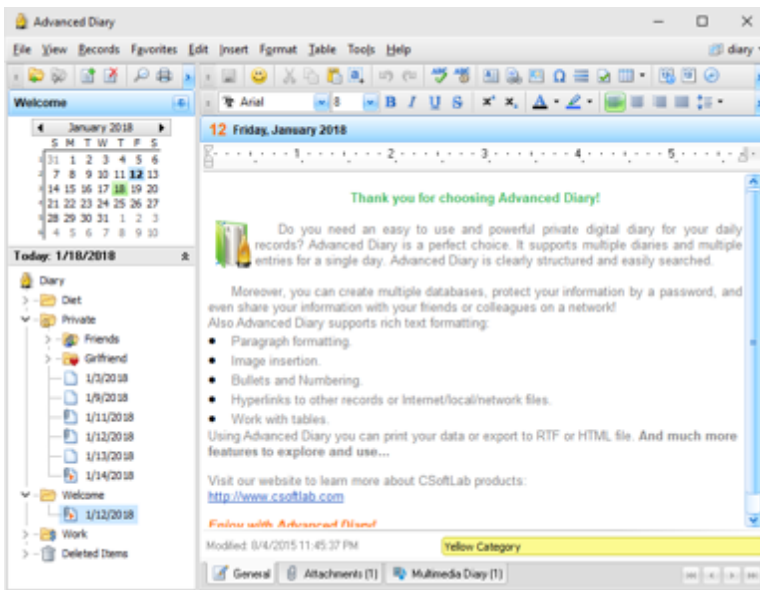 Advanced Diary
File View Records Favorites Edit Insert Format Table Tools Help
diary
Arial 8 B I U S x² x₂ A
Welcome
January 2018
S M T W T F S
31 1 2 3 4 5 6
7 8 9 10 11 12 13
14 15 16 17 18 19 20
21 22 23 24 25 26 27
28 29 30 31 1 2 3
4 5 6 7 8 9 10
Today: 1/18/2018
Diary
Diet
Private
Friends
Girlfriend
1/3/2018
1/9/2018
1/11/2018
1/12/2018
1/13/2018
1/14/2018
Welcome
1/12/2018
Work
Deleted Items
12 Friday, January 2018
1 2 3 4 5
Thank you for choosing Advanced Diary!
Do you need an easy to use and powerful private digital diary for your daily
records? Advanced Diary is a perfect choice. It supports multiple diaries and multiple
entries for a single day. Advanced Diary is clearly structured and easily searched.
Moreover, you can create multiple databases, protect your information by a password, and
even share your information with your friends or colleagues on a network!
Also Advanced Diary supports rich text formatting:
● Paragraph formatting.
● Image insertion.
● Bullets and Numbering.
● Hyperlinks to other records or Internet/local/network files.
● Work with tables.
Using Advanced Diary you can print your data or export to RTF or HTML file. And much more
features to explore and use...
Visit our website to learn more about CSoftLab products:
http://www.csoftlab.com
Enjoy with Advanced Diary!
Modified: 8/4/2015 11:45:37 PM
Yellow Category
General Attachments (1) Multimedia Diary (1)